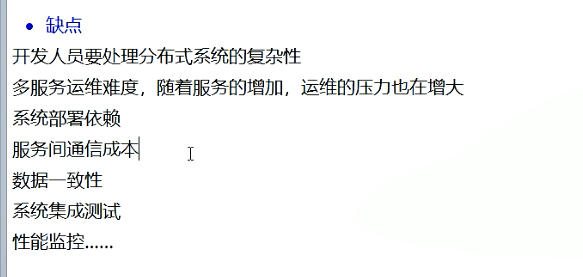 • 缺点
开发人员要处理分布式系统的复杂性
多服务运维难度，随着服务的增加，运维的压力也在增大
系统部署依赖
服务间通信成本
数据一致性
系统集成测试
性能监控……